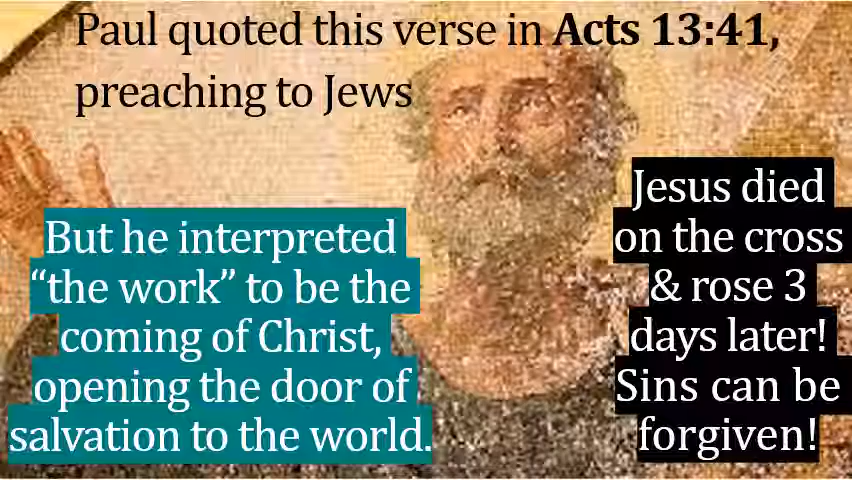 Paul quoted this verse in Acts 13:41,
preaching to Jews
But he interpreted
“the work” to be the
coming of Christ,
opening the door of
salvation to the world.
Jesus died
on the cross
& rose 3
days later!
Sins can be
forgiven!